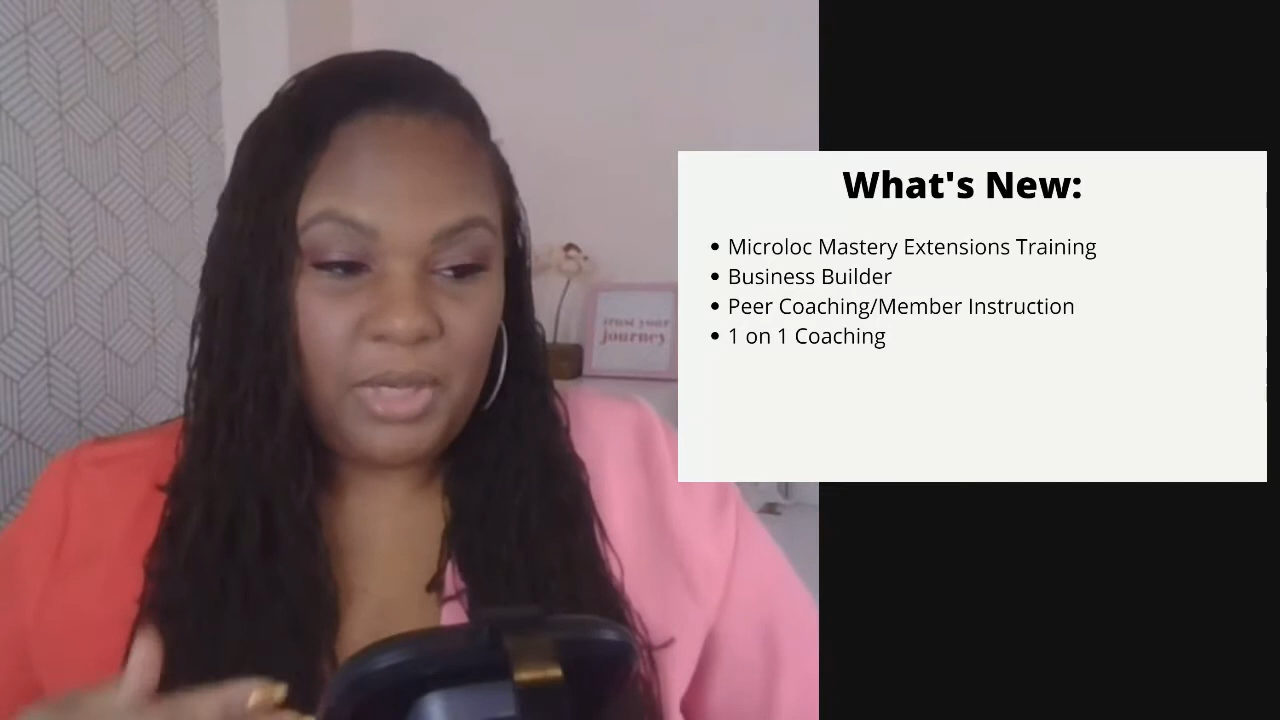 What's New:
• Microloc Mastery Extensions Training
• Business Builder
• Peer Coaching/Member Instruction
• 1 on 1 Coaching
trust your
journey